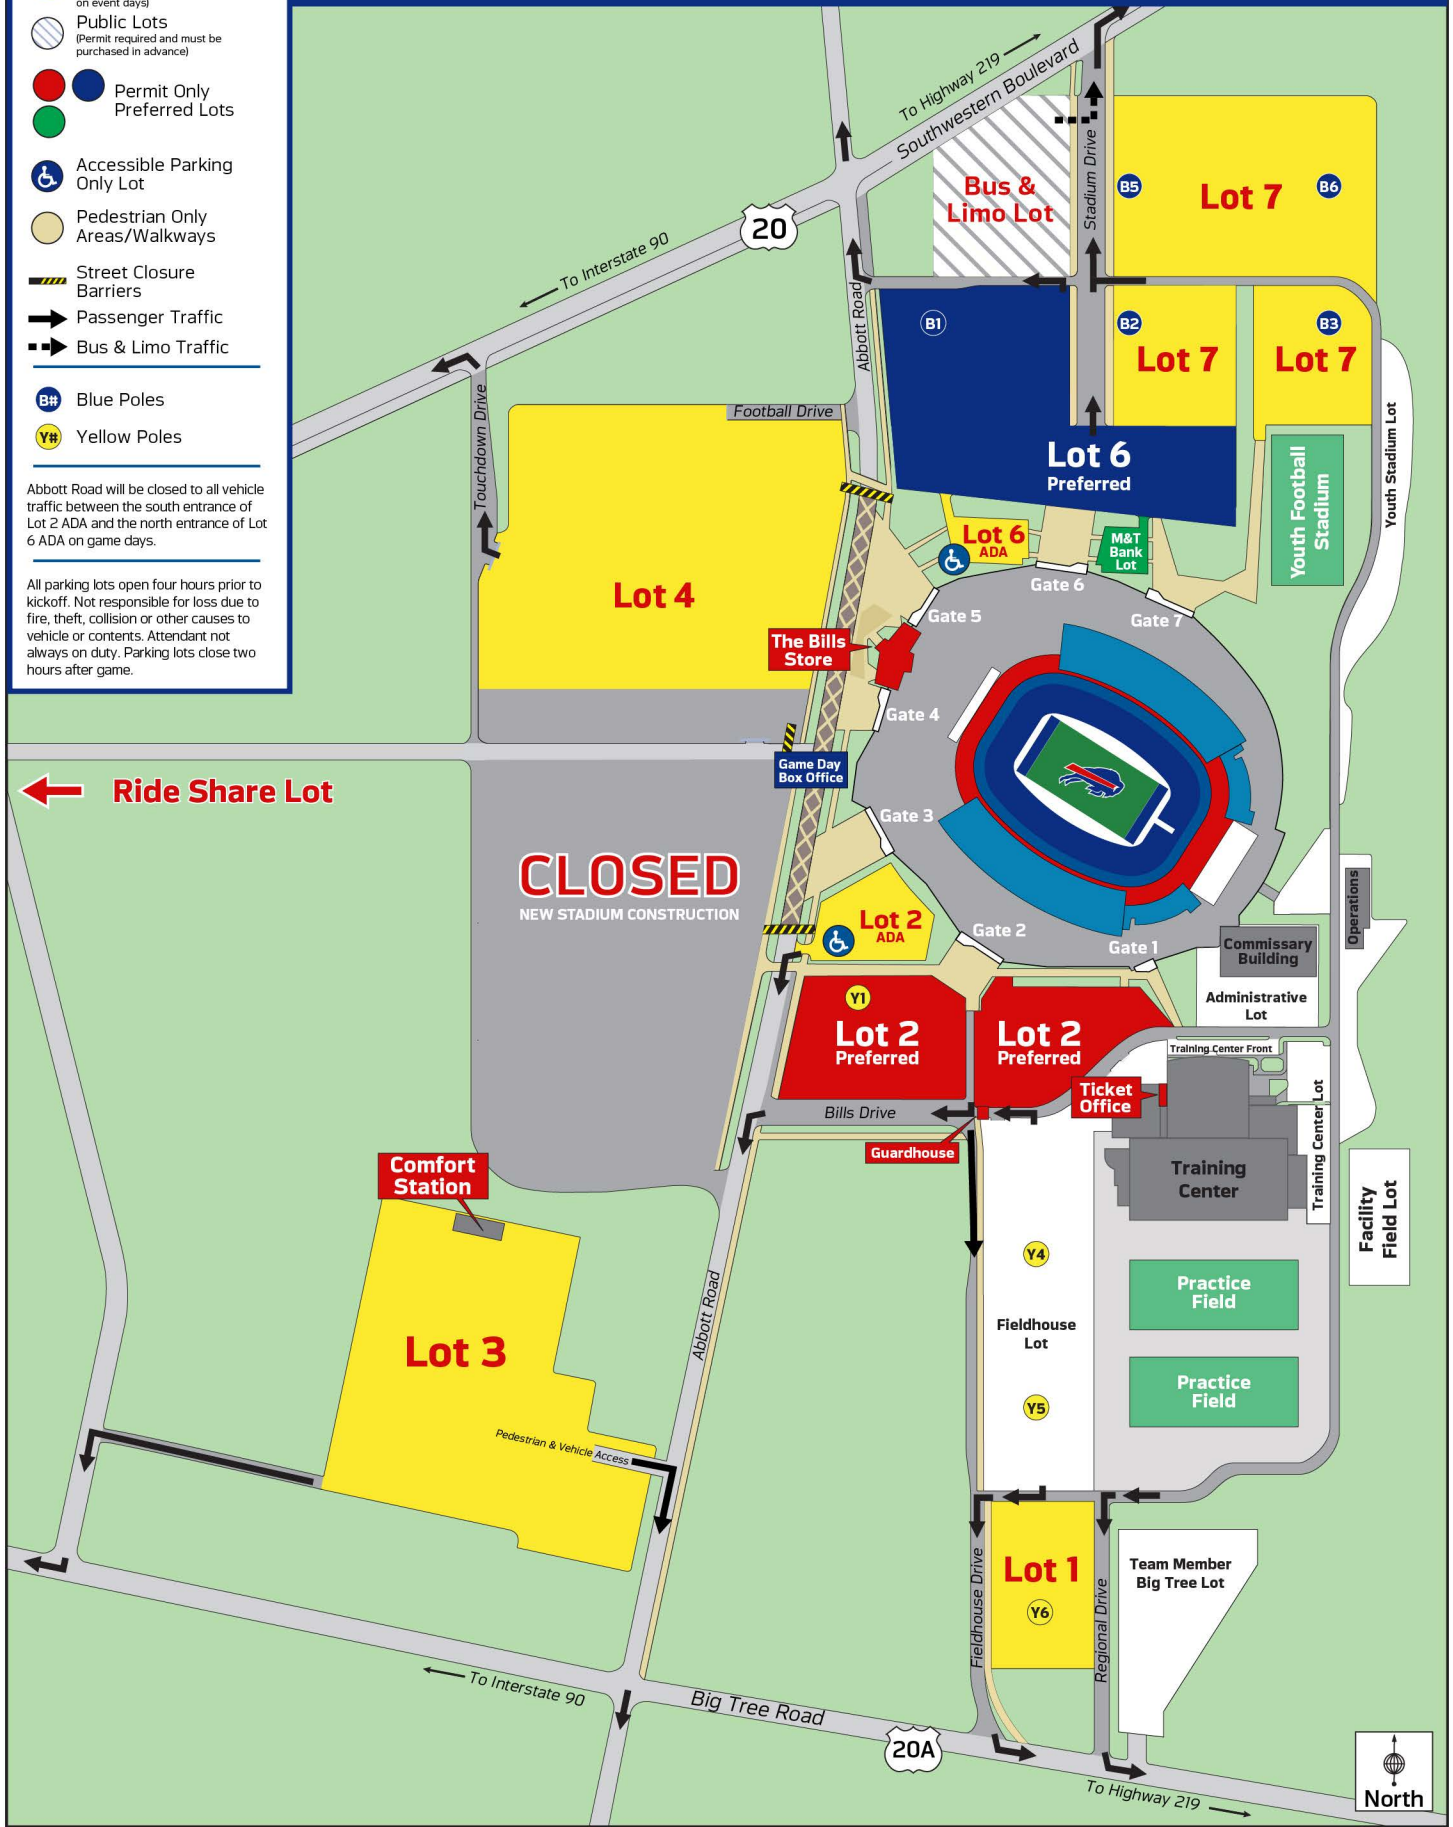 on event days)
Public Lots
(Permit required and must be
purchased in advance)
Permit Only
Preferred Lots
Accessible Parking
Only Lot
Pedestrian Only
Areas/Walkways
Street Closure
Barriers
Passenger Traffic
Bus & Limo Traffic
B#
Blue Poles
Y#
Yellow Poles
Abbott Road will be closed to all vehicle
traffic between the south entrance of
Lot 2 ADA and the north entrance of Lot
6 ADA on game days.
All parking lots open four hours prior to
kickoff. Not responsible for loss due to
fire, theft, collision or other causes to
vehicle or contents. Attendant not
always on duty. Parking lots close two
hours after game.
To Highway 219
Southwestern Boulevard
Bus &
Limo Lot
Stadium Drive
B5
Lot 7
B6
20
To Interstate 90
Abbott Road
B1
B2
Lot 7
B3
Lot 7
Touchdown Drive
Football Drive
Lot 6
Preferred
Youth Football
Stadium
Youth Stadium Lot
Lot 6
ADA
M&T
Bank
Lot
Gate 6
Gate 5
Gate 7
Lot 4
The Bills
Store
Gate 4
Game Day
Box Office
Ride Share Lot
Gate 3
CLOSED
NEW STADIUM CONSTRUCTION
Lot 2
ADA
Gate 2
Gate 1
Commissary
Building
Operations
Administrative
Lot
Y1
Lot 2
Preferred
Lot 2
Preferred
Training Center Front
Ticket
Office
Bills Drive
Guardhouse
Training
Center
Training Center Lot
Facility
Field Lot
Comfort
Station
Y4
Practice
Field
Fieldhouse
Lot
Abbott Road
Lot 3
Practice
Field
Y5
Pedestrian & Vehicle Access
Lot 1
Y6
Fieldhouse Drive
Regional Drive
Team Member
Big Tree Lot
To Interstate 90
Big Tree Road
20A
To Highway 219
North